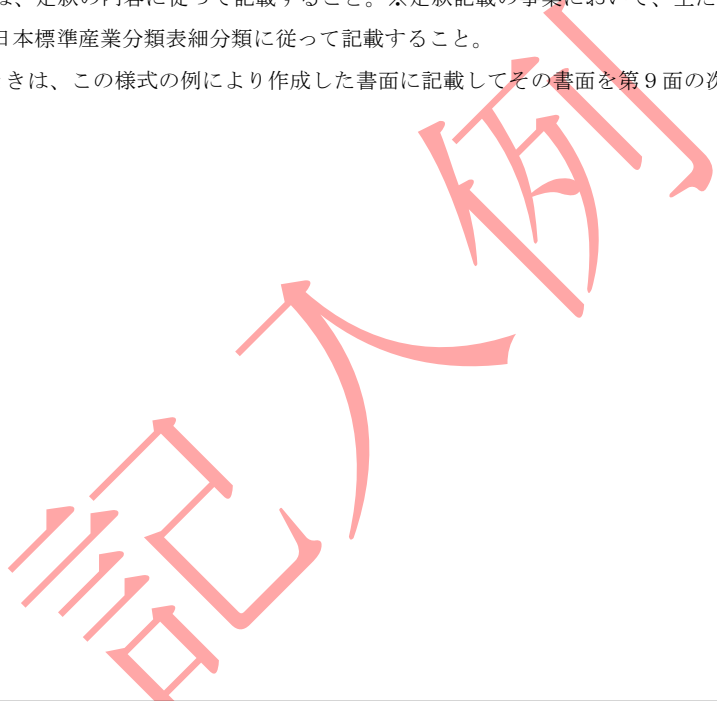 は、定款の内容に従って記載すること。※定款記載の事業において、主た
日本標準産業分類表細分類に従って記載すること。
きは、この様式の例により作成した書面に記載してその書面を第9面の次
記入例